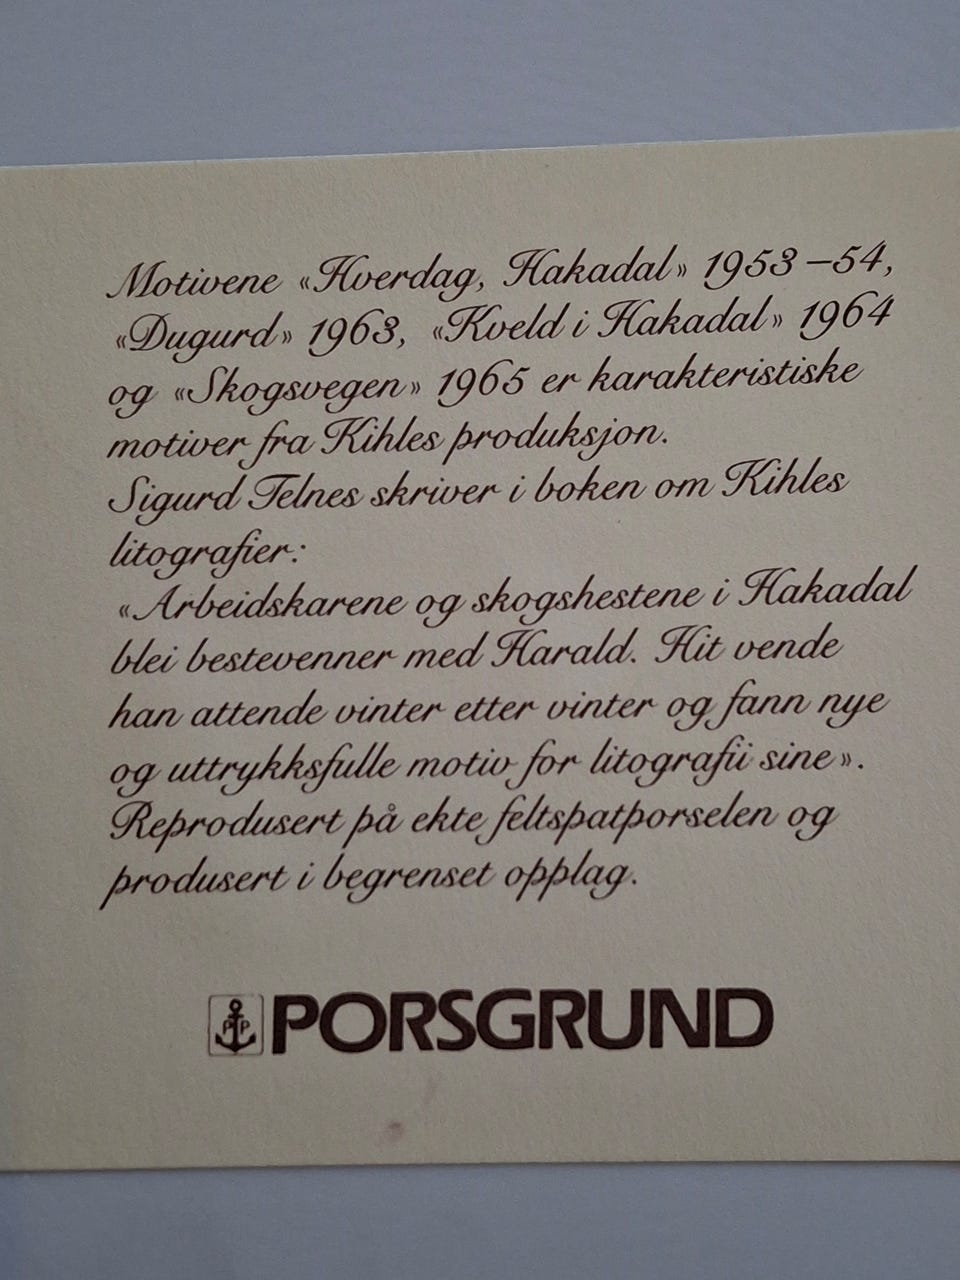 Motivene «Hverdag, Hakadal» 1953–54,
«Dugurd» 1963, «Kveld i Hakadal» 1964
og «Skogsvegen» 1965 er karakteristiske
motiver fra Kihles produksjon.
Sigurd Telnes skriver i boken om Kihles
litografier:
«Arbeidskarene og skogshestene i Hakadal
blei bestevenner med Harald. Hit vende
han attende vinter etter vinter og fann nye
og uttrykksfulle motiv for litografii sine».
Reprodusert på ekte feltspatporselen og
produsert i begrenset opplag.
PP PORSGRUND